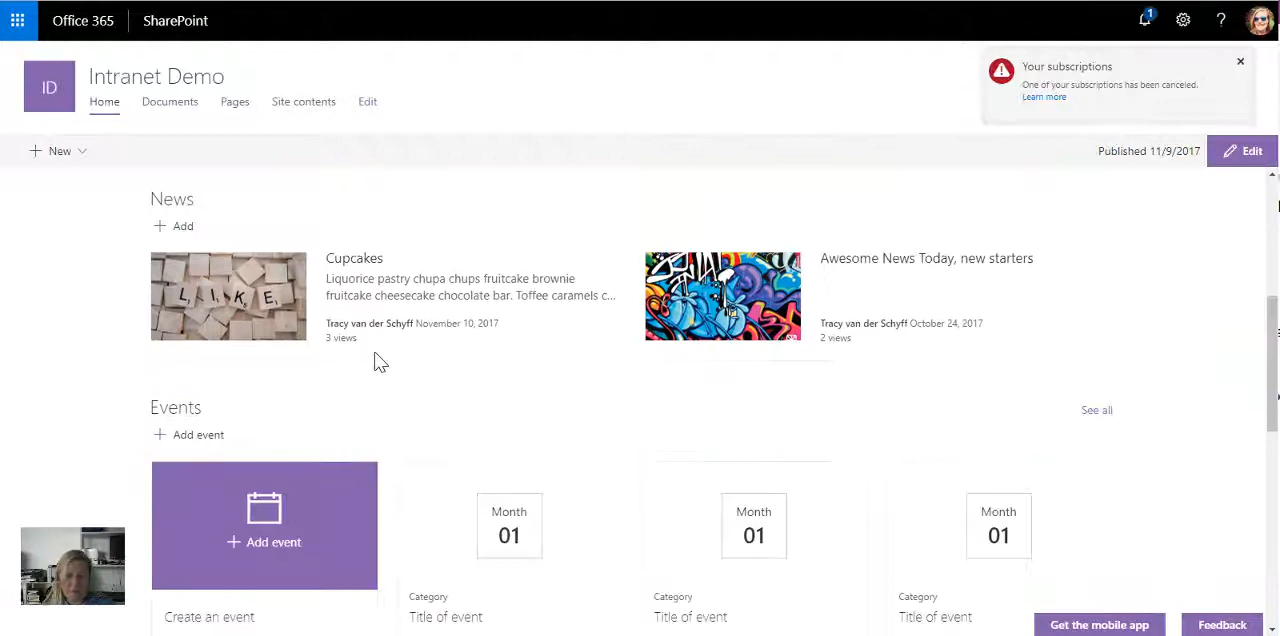 Office 365
SharePoint
1
?
ID
Intranet Demo
Home
Documents
Pages
Site contents
Edit
Your subscriptions
One of your subscriptions has been canceled.
Learn more
+ New
Published 11/9/2017
Edit
News
+ Add
LIKE
Cupcakes
Liquorice pastry chupa chups fruitcake brownie
fruitcake cheesecake chocolate bar. Toffee caramels c...
Tracy van der Schyff November 10, 2017
3 views
Awesome News Today, new starters
Tracy van der Schyff October 24, 2017
2 views
Events
See all
+ Add event
+ Add event
Create an event
Month
01
Category
Title of event
Month
01
Category
Title of event
Month
01
Category
Title of event
Get the mobile app
Feedback